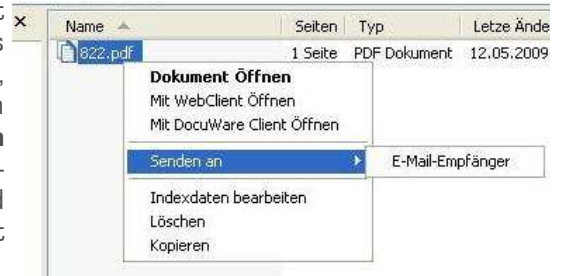 Name Seiten Typ Letze Ände
822.pdf 1 Seite PDF Dokument 12.05.2009
Dokument Öffnen
Mit WebClient Öffnen
Mit DocuWare Client Öffnen
Senden an E-Mail-Empfänger
Indexdaten bearbeiten
Löschen
Kopieren